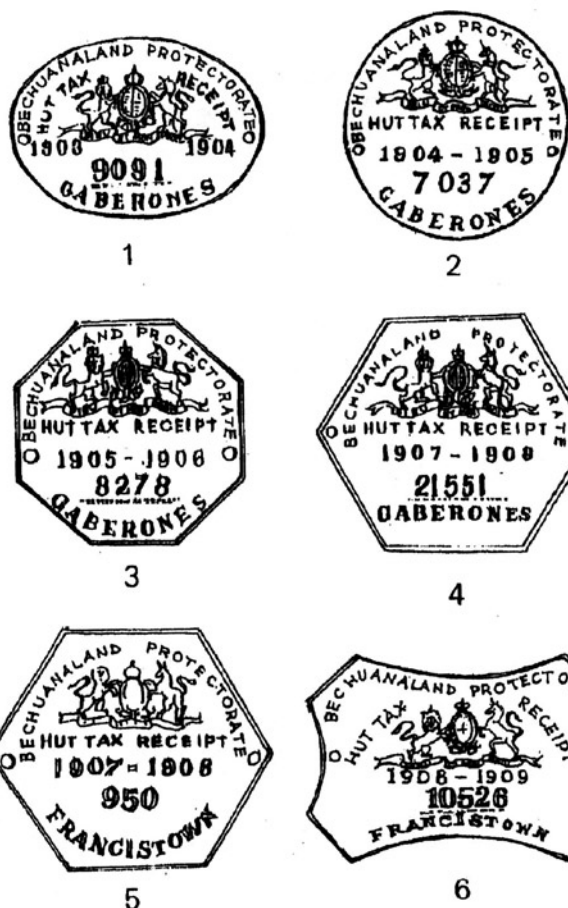 BECHUANALAND PROTECTORATE
HUT TAX RECEIPT
1903 1904
9091
GABERONES
1
BECHUANALAND PROTECTORATE
HUT TAX RECEIPT
1904 - 1905
7037
GABERONES
2
BECHUANALAND PROTECTORATE
HUT TAX RECEIPT
1905 - 1906
8278
GABERONES
3
BECHUANALAND PROTECTORATE
HUT TAX RECEIPT
1907 - 1908
21551
GABERONES
4
BECHUANALAND PROTECTORATE
HUT TAX RECEIPT
1907 - 1908
950
FRANCISTOWN
5
BECHUANALAND PROTECTO
HUT TAX RECEIPT
1908 - 1909
10526
FRANCISTOWN
6